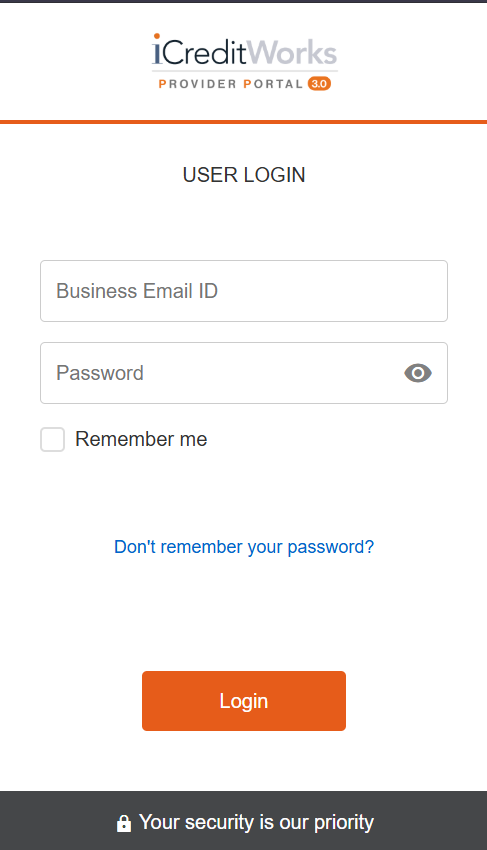 iCreditWorks
PROVIDER PORTAL 3.0
USER LOGIN
Business Email ID
Password
Remember me
Don't remember your password?
Login
Your security is our priority